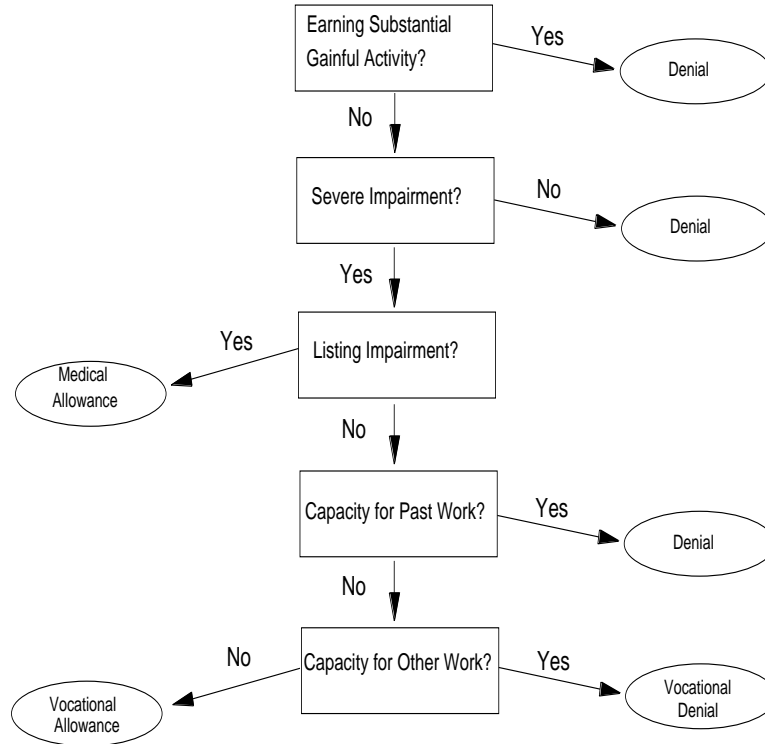 Earning Substantial
Gainful Activity?
Yes
Denial
No
Severe Impairment?
No
Denial
Yes
Listing Impairment?
Yes
Medical
Allowance
No
Capacity for Past Work?
Yes
Denial
No
Capacity for Other Work?
No
Yes
Vocational
Allowance
Vocational
Denial